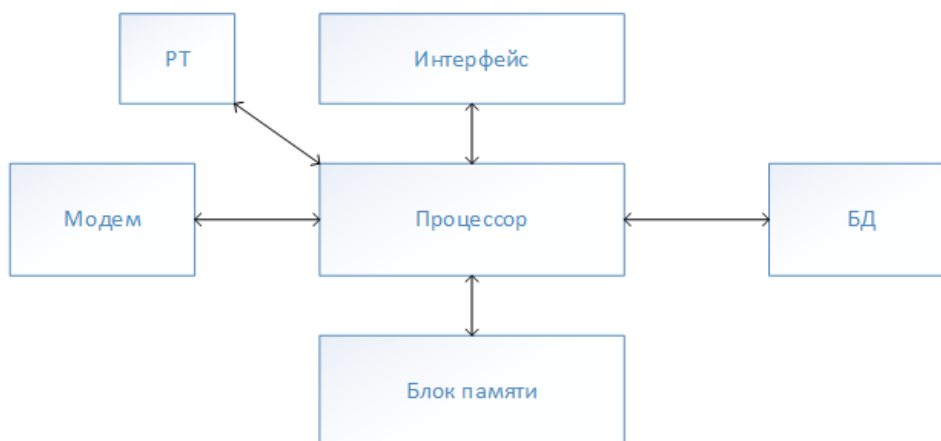 РТ
Интерфейс
Модем
Процессор
БД
Блок памяти